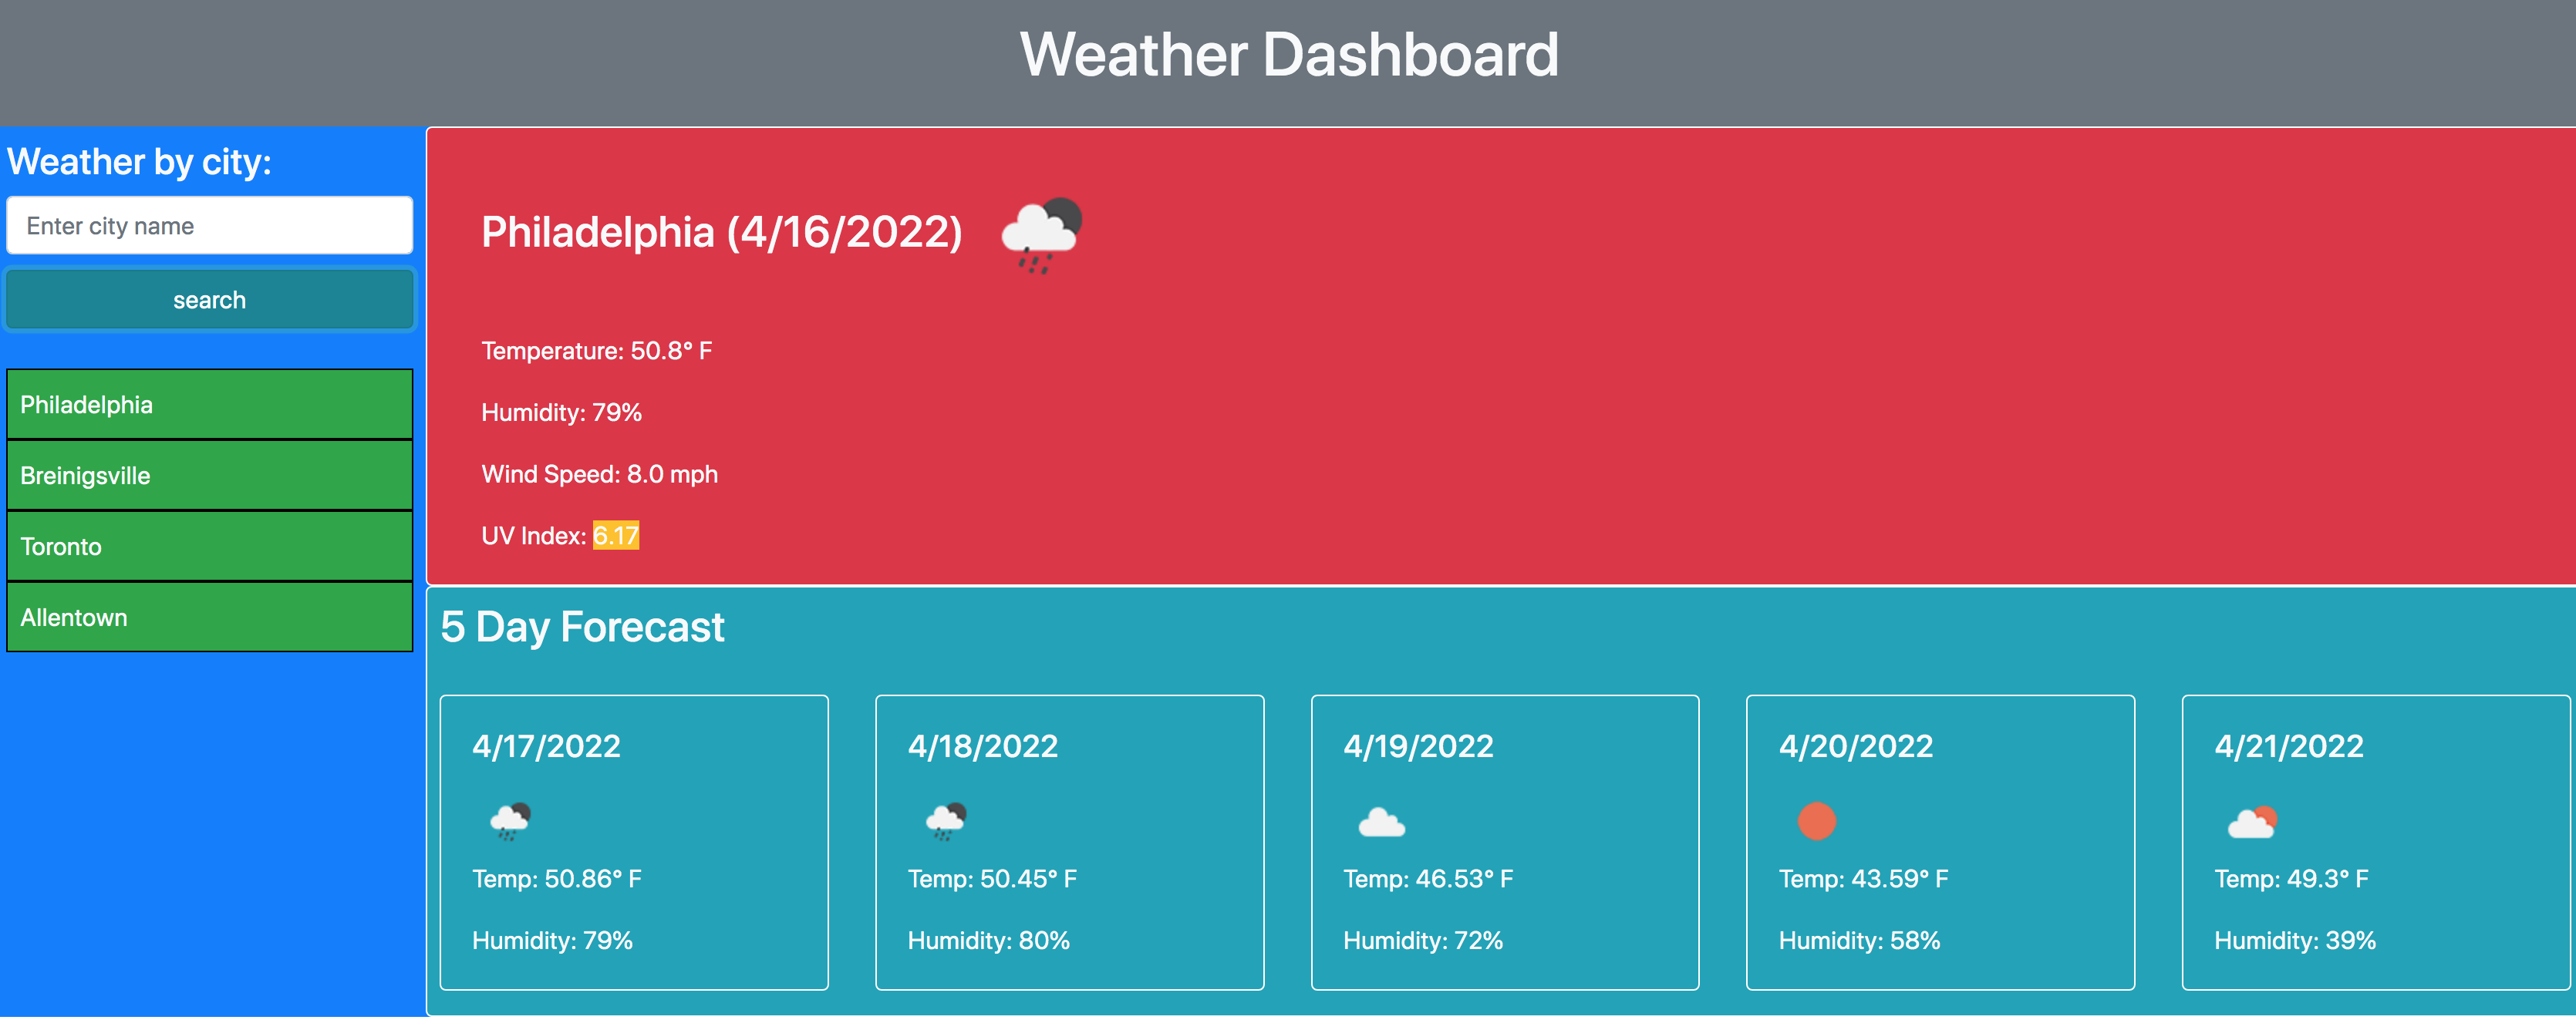 Weather Dashboard
Weather by city:
Enter city name
search
Philadelphia
Breinigsville
Toronto
Allentown
Philadelphia (4/16/2022)
Temperature: 50.8° F
Humidity: 79%
Wind Speed: 8.0 mph
UV Index: 6.17
5 Day Forecast
4/17/2022
Temp: 50.86° F
Humidity: 79%
4/18/2022
Temp: 50.45° F
Humidity: 80%
4/19/2022
Temp: 46.53° F
Humidity: 72%
4/20/2022
Temp: 43.59° F
Humidity: 58%
4/21/2022
Temp: 49.3° F
Humidity: 39%